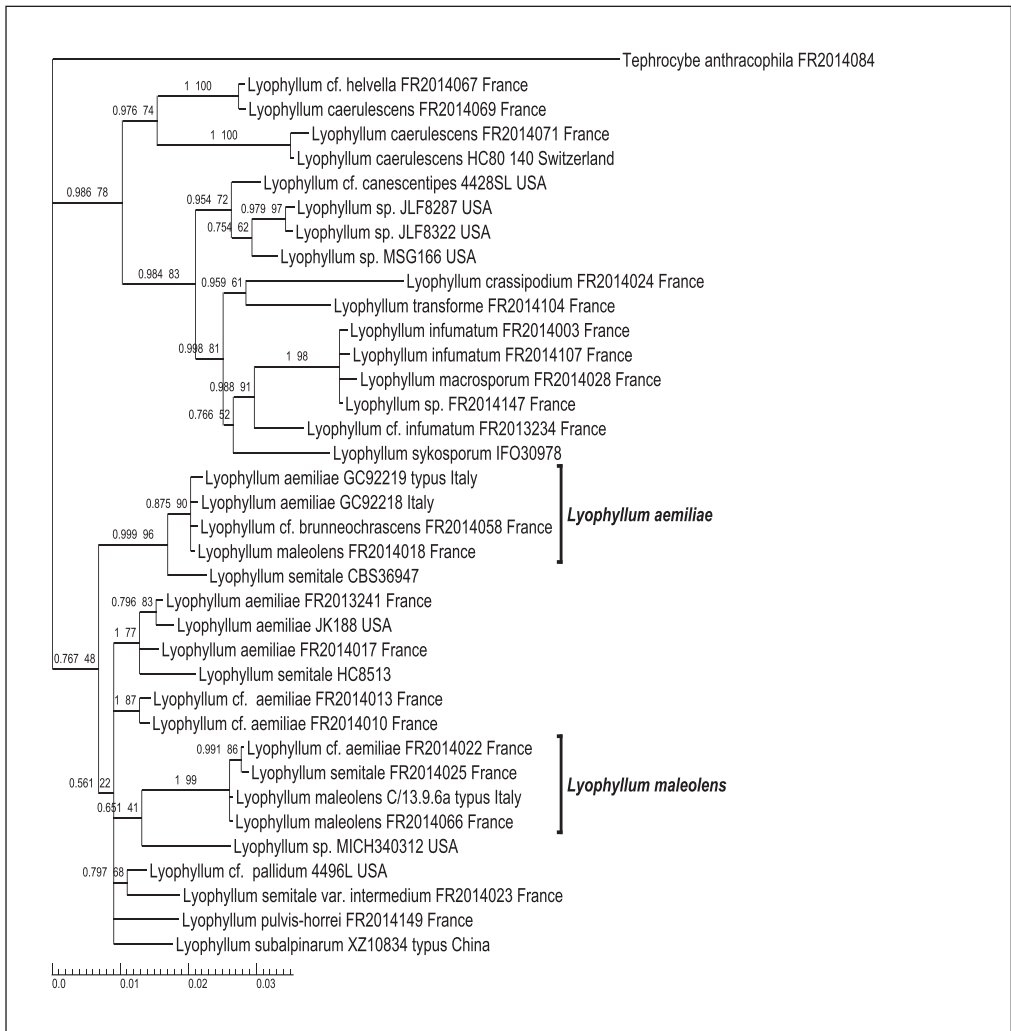 Tephrocybe anthracophila FR2014084
1 100
Lyophyllum cf. helvella FR2014067 France
0.976 74
Lyophyllum caerulescens FR2014069 France
1 100
Lyophyllum caerulescens FR2014071 France
Lyophyllum caerulescens HC80 140 Switzerland
0.986 78
0.954 72
Lyophyllum cf. canescentipes 4428SL USA
0.979 97
Lyophyllum sp. JLF8287 USA
0.754 62
Lyophyllum sp. JLF8322 USA
Lyophyllum sp. MSG166 USA
0.984 83
0.959 61
Lyophyllum crassipodium FR2014024 France
Lyophyllum transforme FR2014104 France
Lyophyllum infumatum FR2014003 France
0.998 81
1 98
Lyophyllum infumatum FR2014107 France
Lyophyllum macrosporum FR2014028 France
0.988 91
Lyophyllum sp. FR2014147 France
0.766 52
Lyophyllum cf. infumatum FR2013234 France
Lyophyllum sykosporum IFO30978
Lyophyllum aemiliae GC92219 typus Italy
0.875 90
Lyophyllum aemiliae GC92218 Italy
Lyophyllum aemiliae
Lyophyllum cf. brunneochrascens FR2014058 France
0.999 96
Lyophyllum maleolens FR2014018 France
Lyophyllum semitale CBS36947
0.796 83
Lyophyllum aemiliae FR2013241 France
Lyophyllum aemiliae JK188 USA
1 77
Lyophyllum aemiliae FR2014017 France
0.767 48
Lyophyllum semitale HC8513
1 87
Lyophyllum cf. aemiliae FR2014013 France
Lyophyllum cf. aemiliae FR2014010 France
0.991 86
Lyophyllum cf. aemiliae FR2014022 France
0.561 22
1 99
Lyophyllum semitale FR2014025 France
Lyophyllum maleolens
Lyophyllum maleolens C/13.9.6a typus Italy
0.651 41
Lyophyllum maleolens FR2014066 France
Lyophyllum sp. MICH340312 USA
0.797 68
Lyophyllum cf. pallidum 4496L USA
Lyophyllum semitale var. intermedium FR2014023 France
Lyophyllum pulvis-horrei FR2014149 France
Lyophyllum subalpinarum XZ10834 typus China
0.0 0.01 0.02 0.03